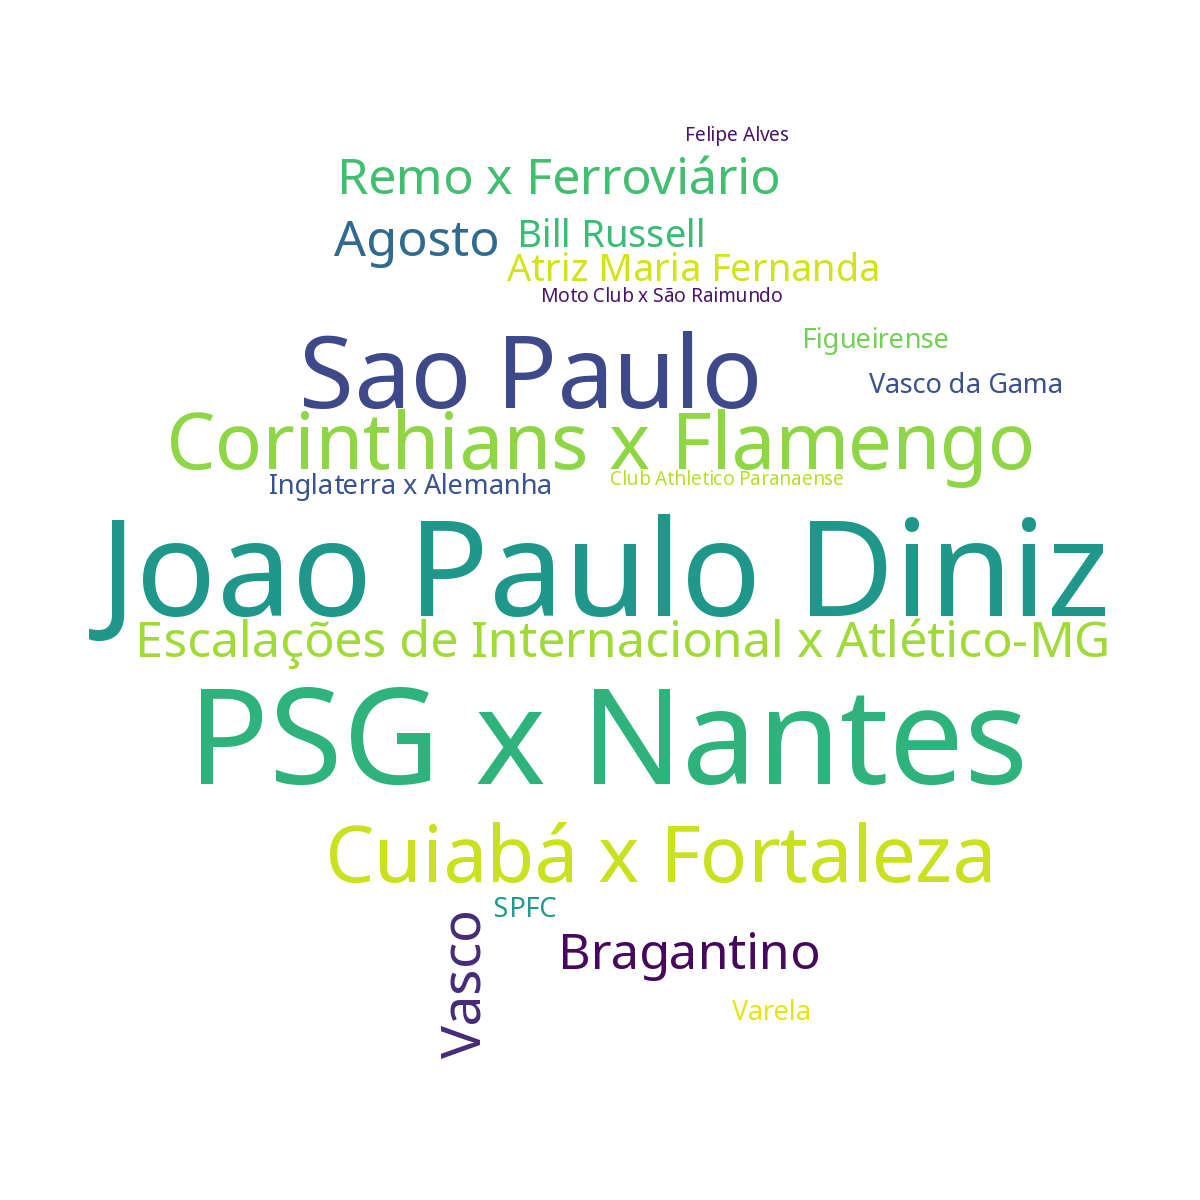 Felipe Alves
Remo x Ferroviário
Agosto
Bill Russell
Atriz Maria Fernanda
Moto Club x São Raimundo
Sao Paulo
Figueirense
Vasco da Gama
Corinthians x Flamengo
Inglaterra x Alemanha
Club Athletico Paranaense
Joao Paulo Diniz
Escalações de Internacional x Atlético-MG
PSG x Nantes
Cuiabá x Fortaleza
SPFC
Vasco
Bragantino
Varela